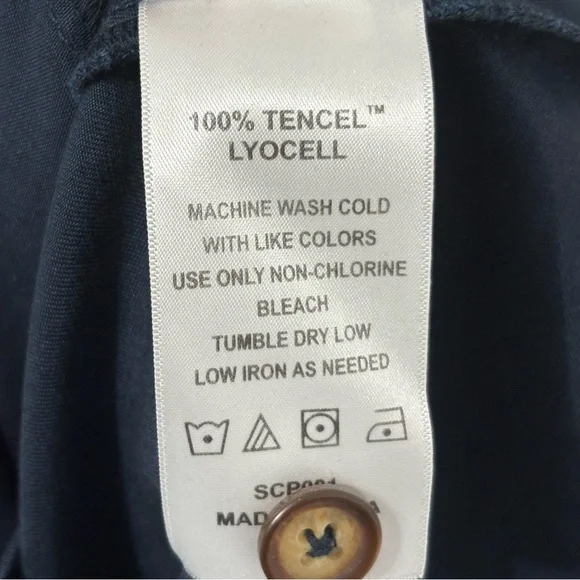 100% TENCEL™
LYOCELL
MACHINE WASH COLD
WITH LIKE COLORS
USE ONLY NON-CHLORINE
BLEACH
TUMBLE DRY LOW
LOW IRON AS NEEDED